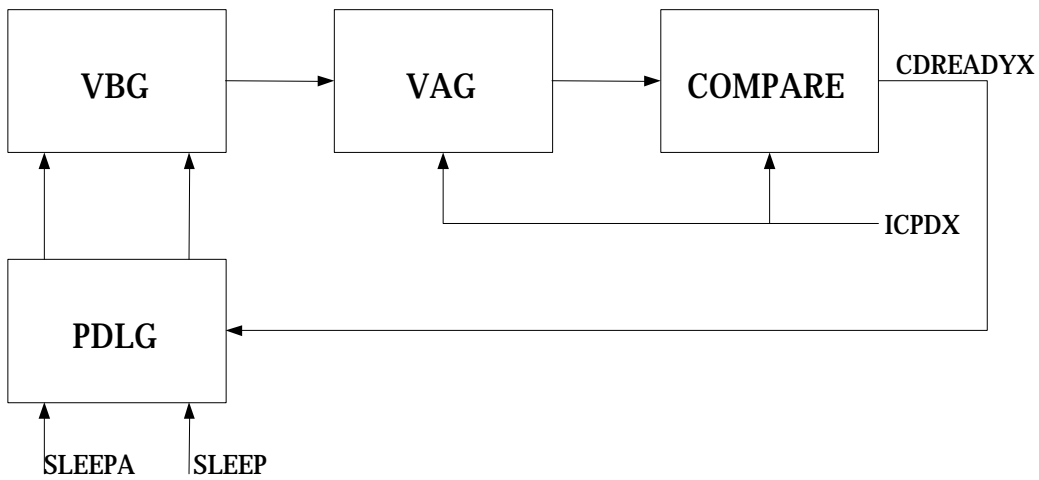 VBG
VAG
COMPARE
CDREADYX
ICPDX
PDLG
SLEEPA
SLEEP